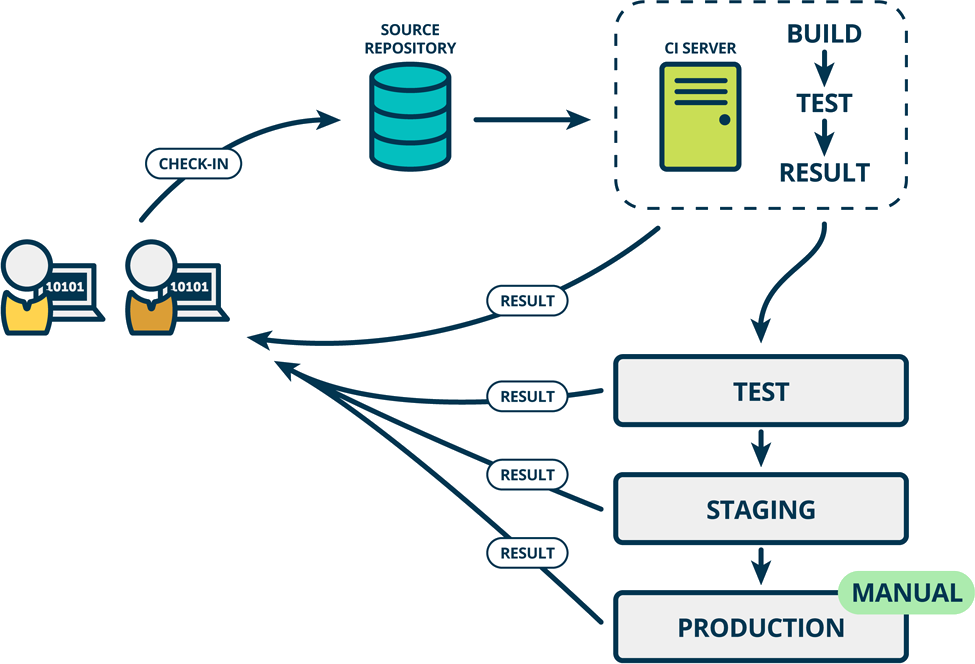 SOURCE
REPOSITORY
CI SERVER
BUILD
TEST
RESULT
CHECK-IN
10101
10101
RESULT
RESULT
TEST
RESULT
STAGING
RESULT
MANUAL
PRODUCTION